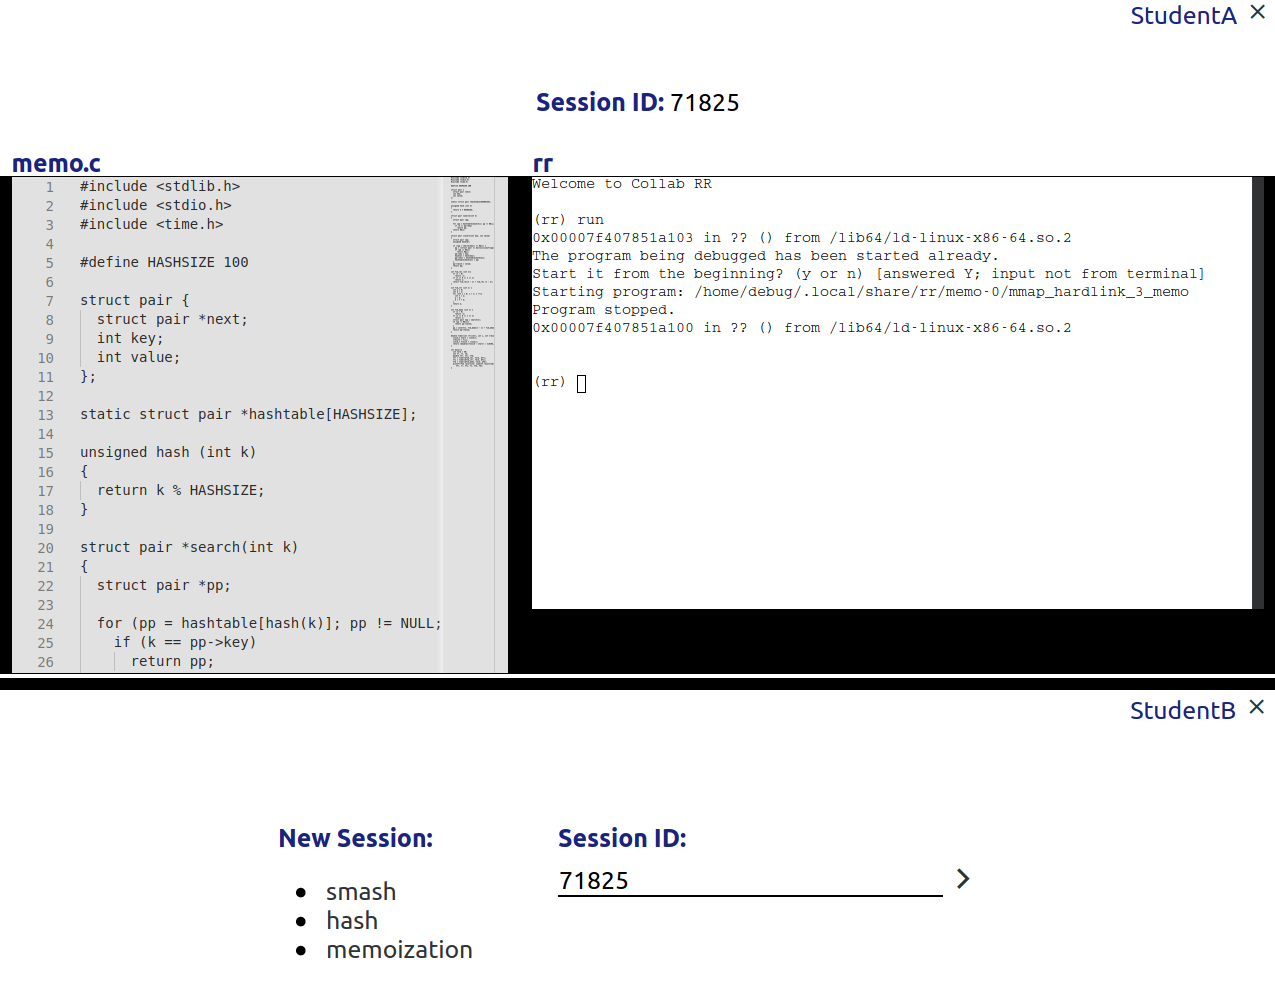 StudentA ×
Session ID: 71825
memo.c
1 #include <stdlib.h>
2 #include <stdio.h>
3 #include <time.h>
4
5 #define HASHSIZE 100
6
7 struct pair {
8 struct pair *next;
9 int key;
10 int value;
11 };
12
13 static struct pair *hashtable[HASHSIZE];
14
15 unsigned hash (int k)
16 {
17 return k % HASHSIZE;
18 }
19
20 struct pair *search(int k)
21 {
22 struct pair *pp;
23
24 for (pp = hashtable[hash(k)]; pp != NULL;
25 if (k == pp->key)
26 return pp;
rr
Welcome to Collab RR
(rr) run
0x00007f407851a103 in ?? () from /lib64/ld-linux-x86-64.so.2
The program being debugged has been started already.
Start it from the beginning? (y or n) [answered Y; input not from terminal]
Starting program: /home/debug/.local/share/rr/memo-0/mmap_hardlink_3_memo
Program stopped.
0x00007f407851a100 in ?? () from /lib64/ld-linux-x86-64.so.2
(rr)
StudentB ×
New Session:
• smash
• hash
• memoization
Session ID:
71825